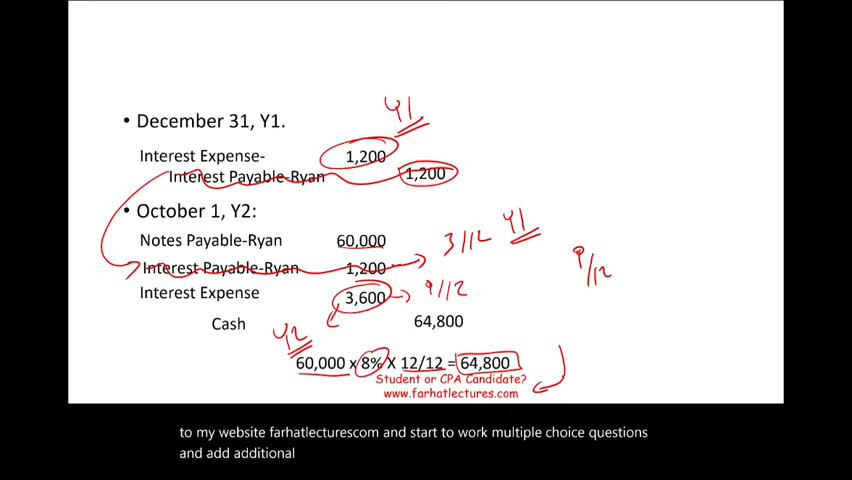 Y1
• December 31, Y1.
Interest Expense- 1,200
Interest Payable-Ryan 1,200
• October 1, Y2:
Y1
Notes Payable-Ryan 60,000 3/12
Interest Payable-Ryan 1,200
9/12
Interest Expense 3,600 9/12
Cash 64,800
Y2
60,000 x 8% X 12/12 = 64,800
Student or CPA Candidate?
www.farhatlectures.com
to my website farhatlecturescom and start to work multiple choice questions
and add additional